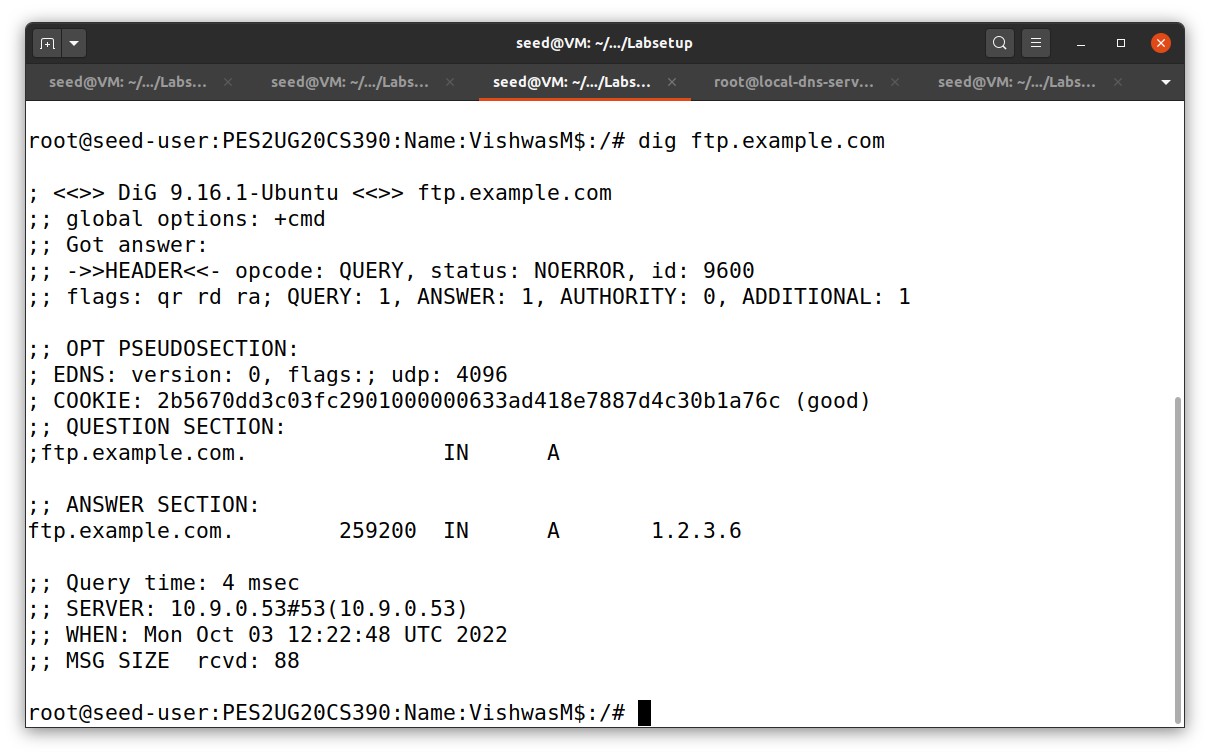 seed@VM: ~/.../Labsetup
seed@VM: ~/.../Labs... seed@VM: ~/.../Labs... seed@VM: ~/.../Labs... root@local-dns-serv... seed@VM: ~/.../Labs...
root@seed-user:PES2UG20CS390:Name:VishwasM$:/# dig ftp.example.com
; <<>> DiG 9.16.1-Ubuntu <<>> ftp.example.com
;; global options: +cmd
;; Got answer:
;; ->>HEADER<<- opcode: QUERY, status: NOERROR, id: 9600
;; flags: qr rd ra; QUERY: 1, ANSWER: 1, AUTHORITY: 0, ADDITIONAL: 1
;; OPT PSEUDOSECTION:
; EDNS: version: 0, flags:; udp: 4096
; COOKIE: 2b5670dd3c03fc2901000000633ad418e7887d4c30b1a76c (good)
;; QUESTION SECTION:
;ftp.example.com. IN A
;; ANSWER SECTION:
ftp.example.com. 259200 IN A 1.2.3.6
;; Query time: 4 msec
;; SERVER: 10.9.0.53#53(10.9.0.53)
;; WHEN: Mon Oct 03 12:22:48 UTC 2022
;; MSG SIZE  rcvd: 88
root@seed-user:PES2UG20CS390:Name:VishwasM$:/#